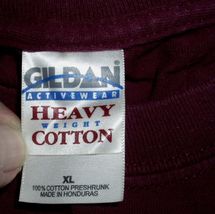 GILDAN
ACTIVEWEAR
HEAVY
WEIGHT
COTTON
XL
100% COTTON PRESHRUNK
MADE IN HONDURAS